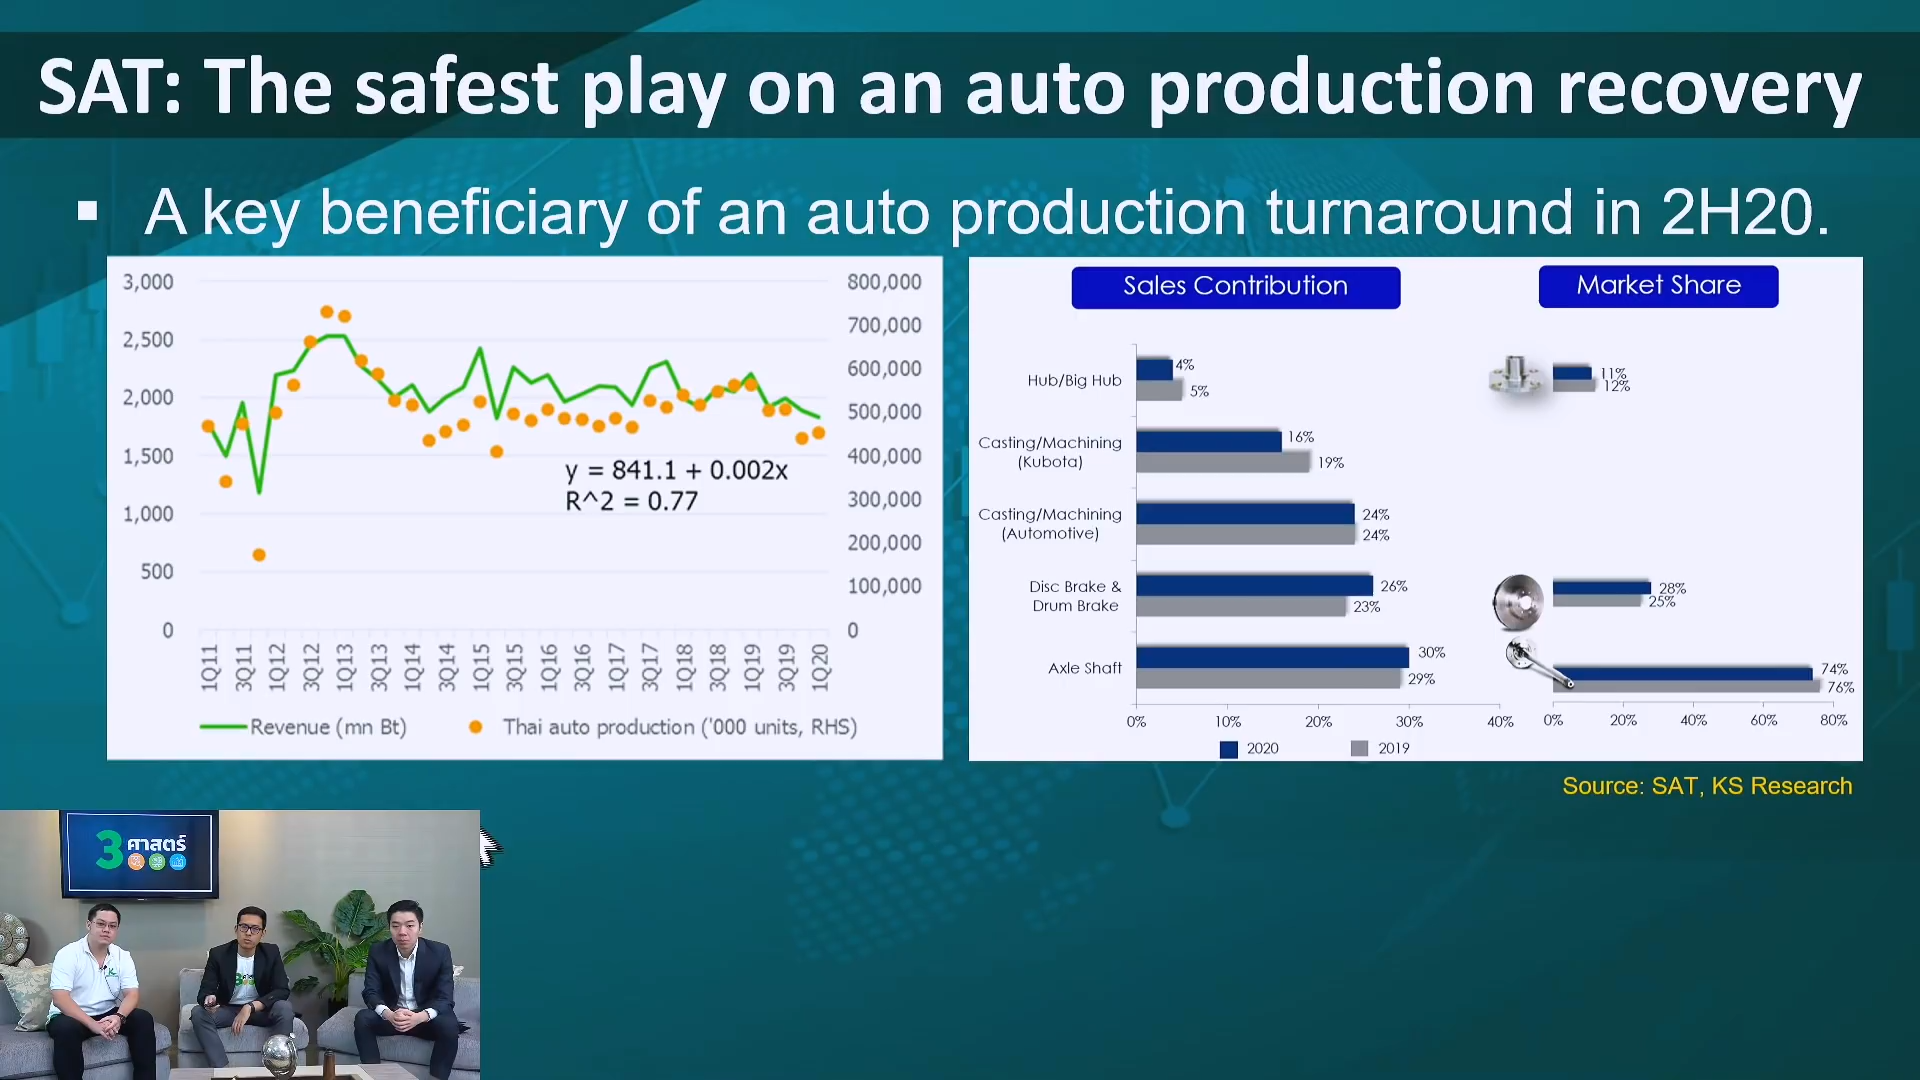 SAT: The safest play on an auto production recovery
▪ A key beneficiary of an auto production turnaround in 2H20.
3,000
2,500
2,000
1,500
1,000
500
0
800,000
700,000
600,000
500,000
400,000
300,000
200,000
100,000
0
y = 841.1 + 0.002x
R^2 = 0.77
1Q11
3Q11
1Q12
3Q12
1Q13
3Q13
1Q14
3Q14
1Q15
3Q15
1Q16
3Q16
1Q17
3Q17
1Q18
3Q18
1Q19
3Q19
1Q20
Revenue (mn Bt)
Thai auto production ('000 units, RHS)
Sales Contribution
Hub/Big Hub
4%
5%
Casting/Machining
(Kubota)
16%
19%
Casting/Machining
(Automotive)
24%
24%
Disc Brake &
Drum Brake
26%
23%
Axle Shaft
30%
29%
0% 10% 20% 30% 40%
2020 2019
Market Share
11%
12%
28%
25%
74%
76%
0% 20% 40% 60% 80%
Source: SAT, KS Research
3 ศาสตร์